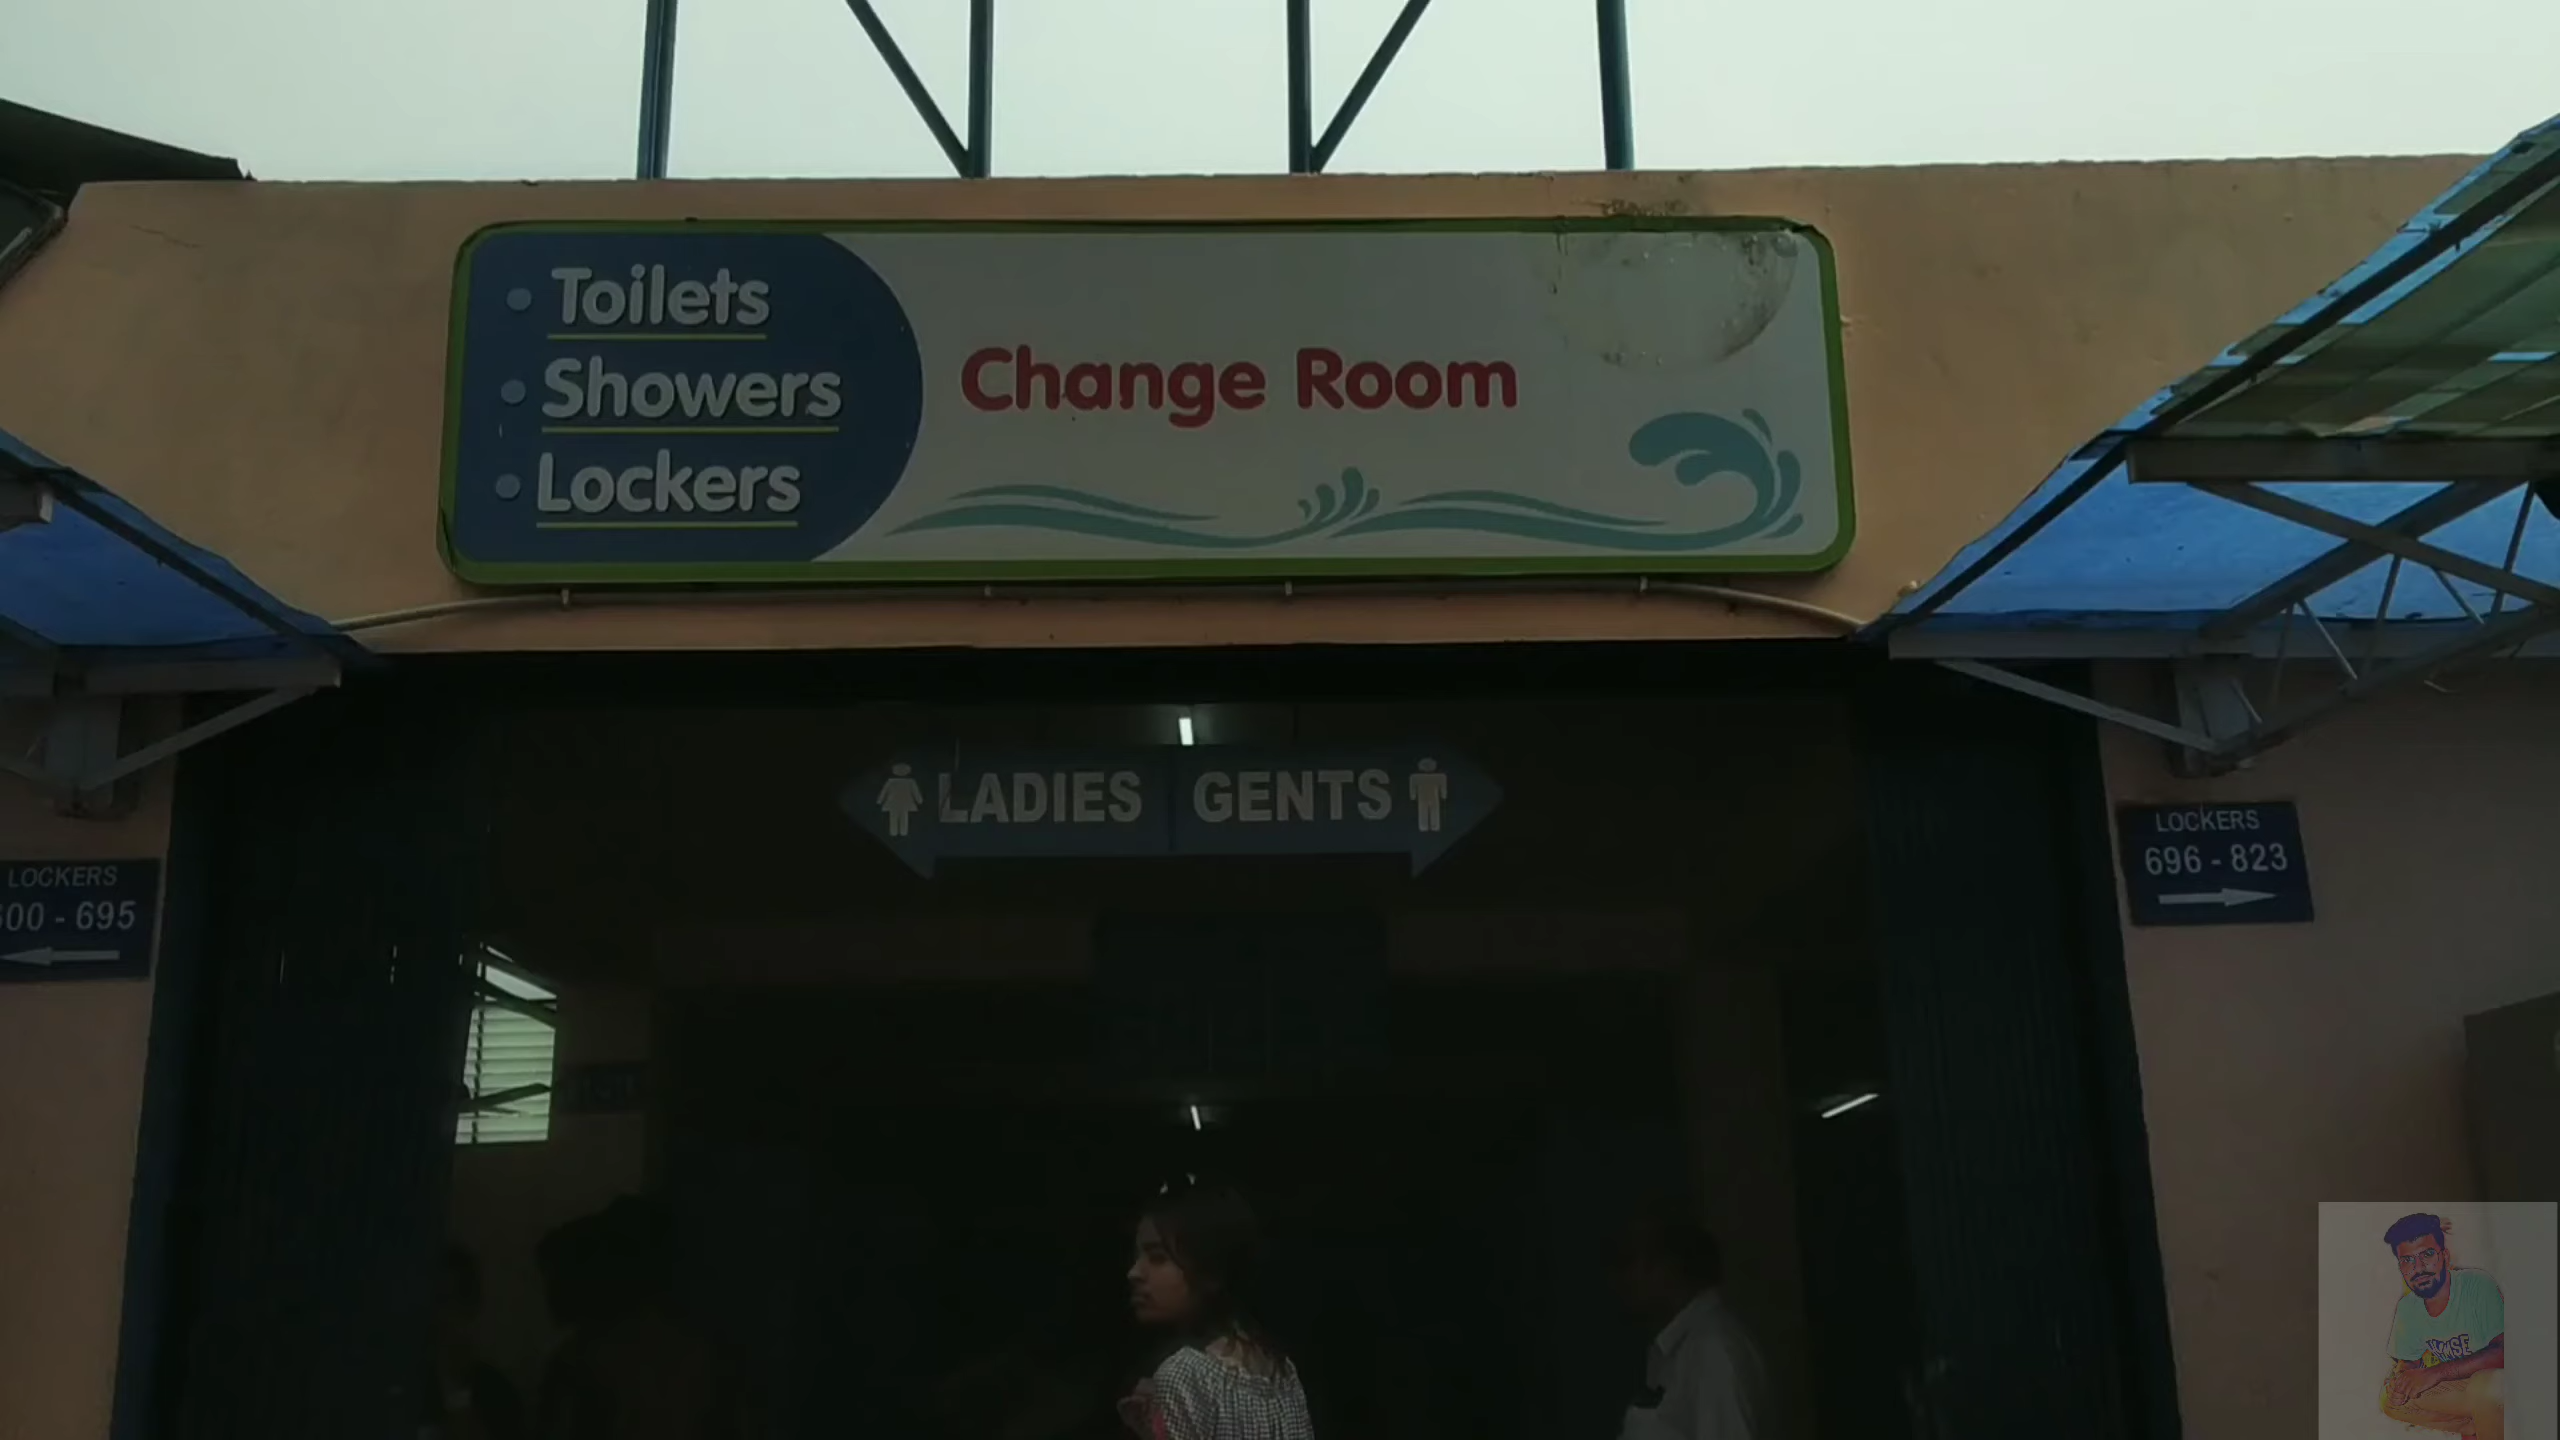 Toilets
Showers
Lockers
Change Room
LADIES GENTS
LOCKERS
696 - 823
LOCKERS
- 695